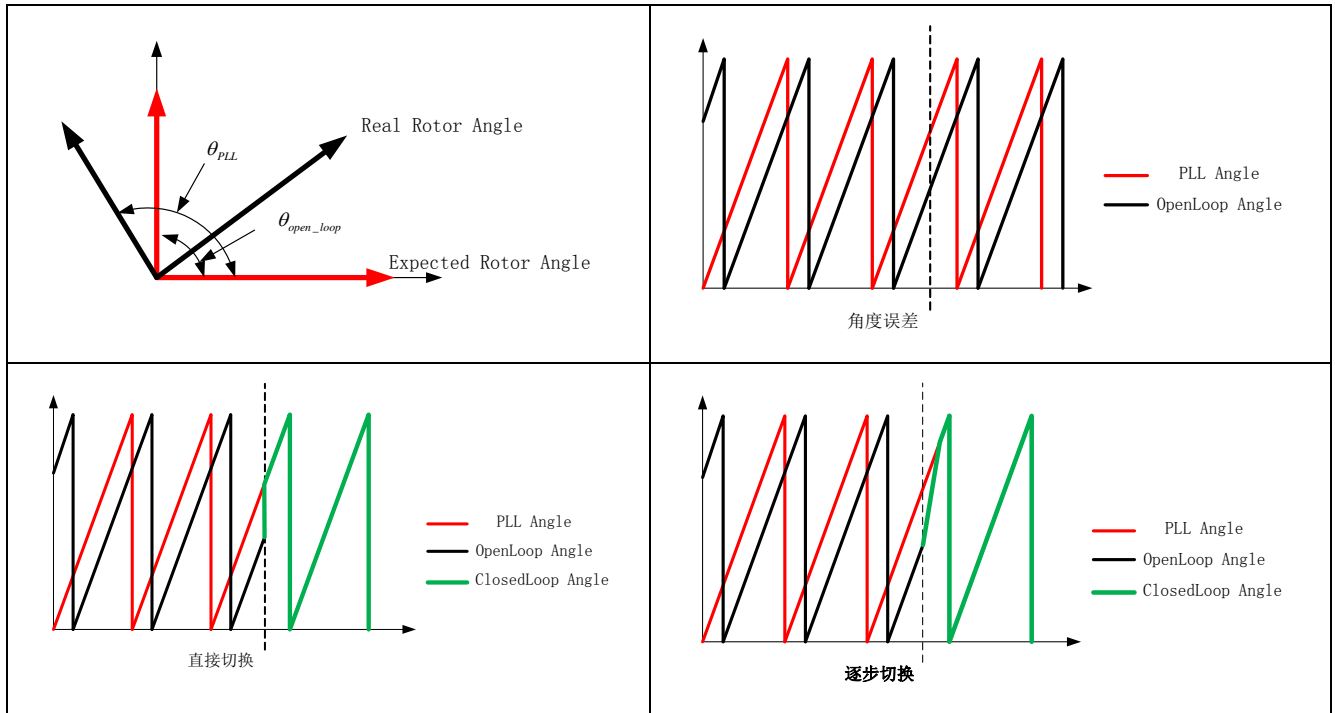 Real Rotor Angle
θPLL
θopen_loop
Expected Rotor Angle
PLL Angle
OpenLoop Angle
角度误差
PLL Angle
OpenLoop Angle
ClosedLoop Angle
直接切换
PLL Angle
OpenLoop Angle
ClosedLoop Angle
逐步切换